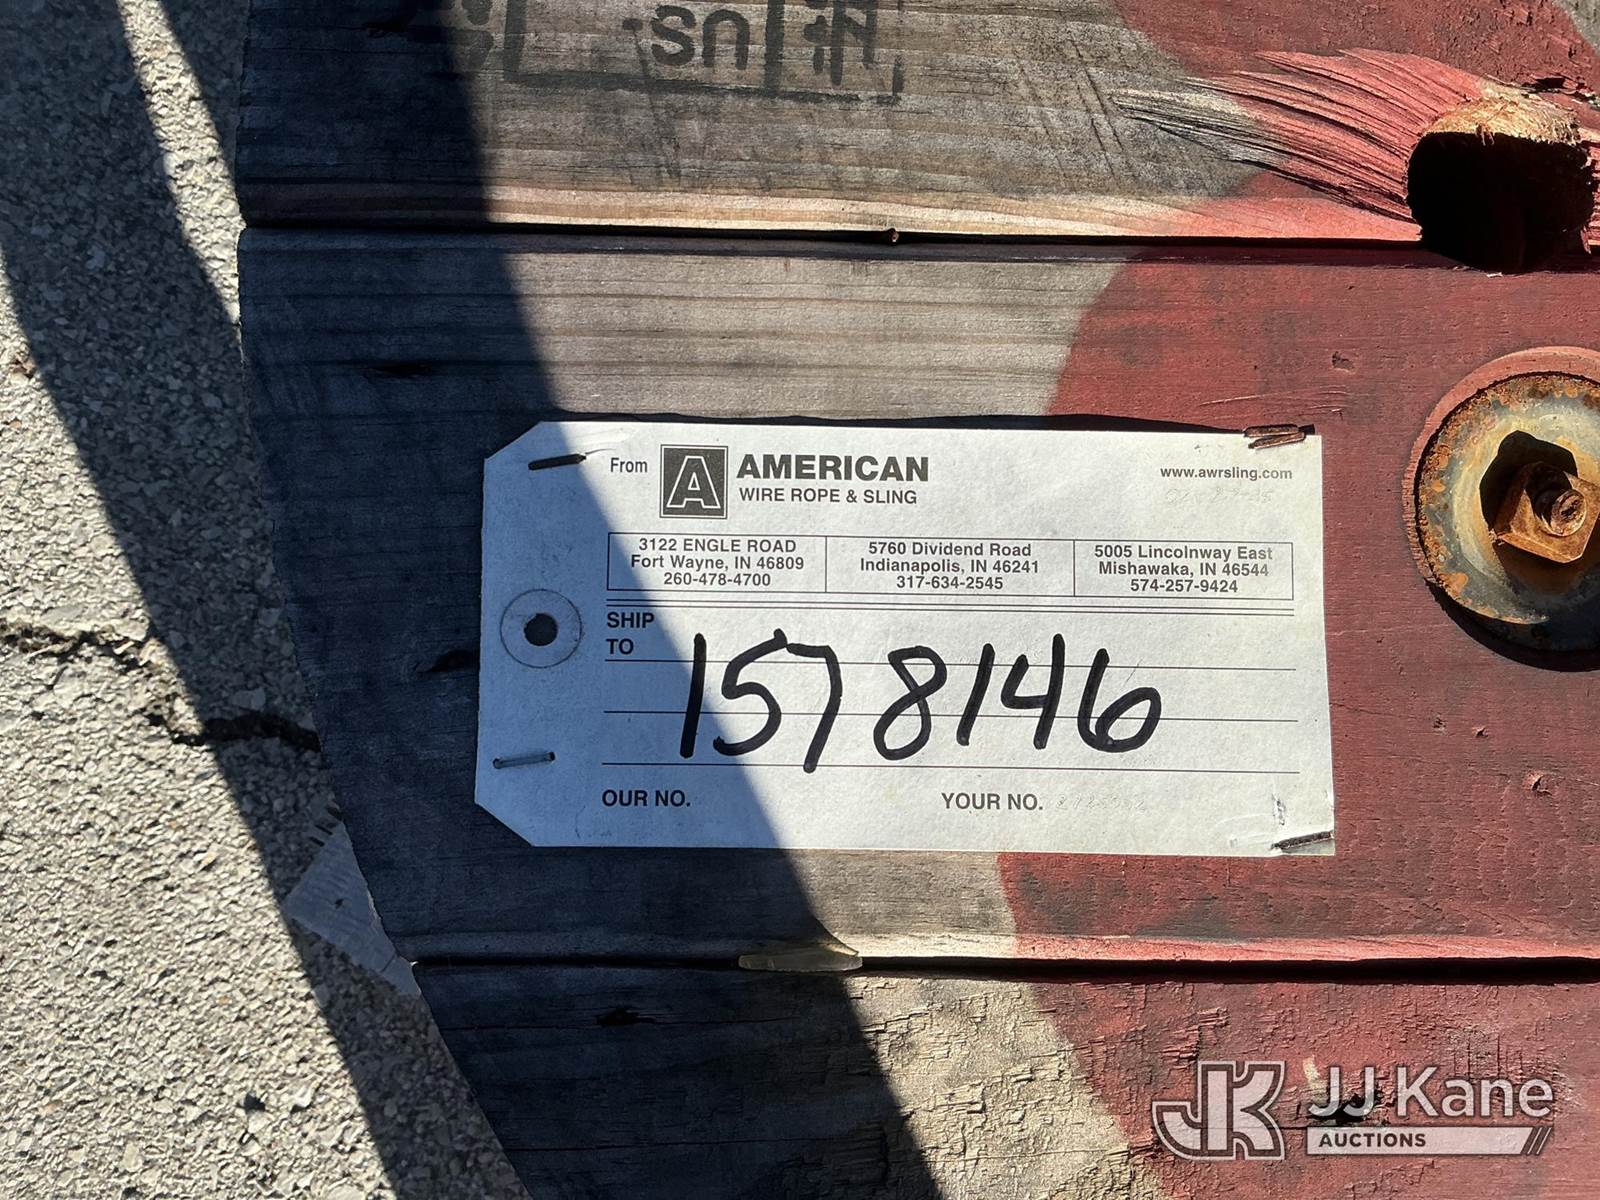 US
From A AMERICAN
WIRE ROPE & SLING
www.awrsling.com
3122 ENGLE ROAD
Fort Wayne, IN 46809
260-478-4700
5760 Dividend Road
Indianapolis, IN 46241
317-634-2545
5005 Lincolnway East
Mishawaka, IN 46544
574-257-9424
SHIP
TO
1578146
OUR NO.
YOUR NO.
JK JJ Kane
AUCTIONS